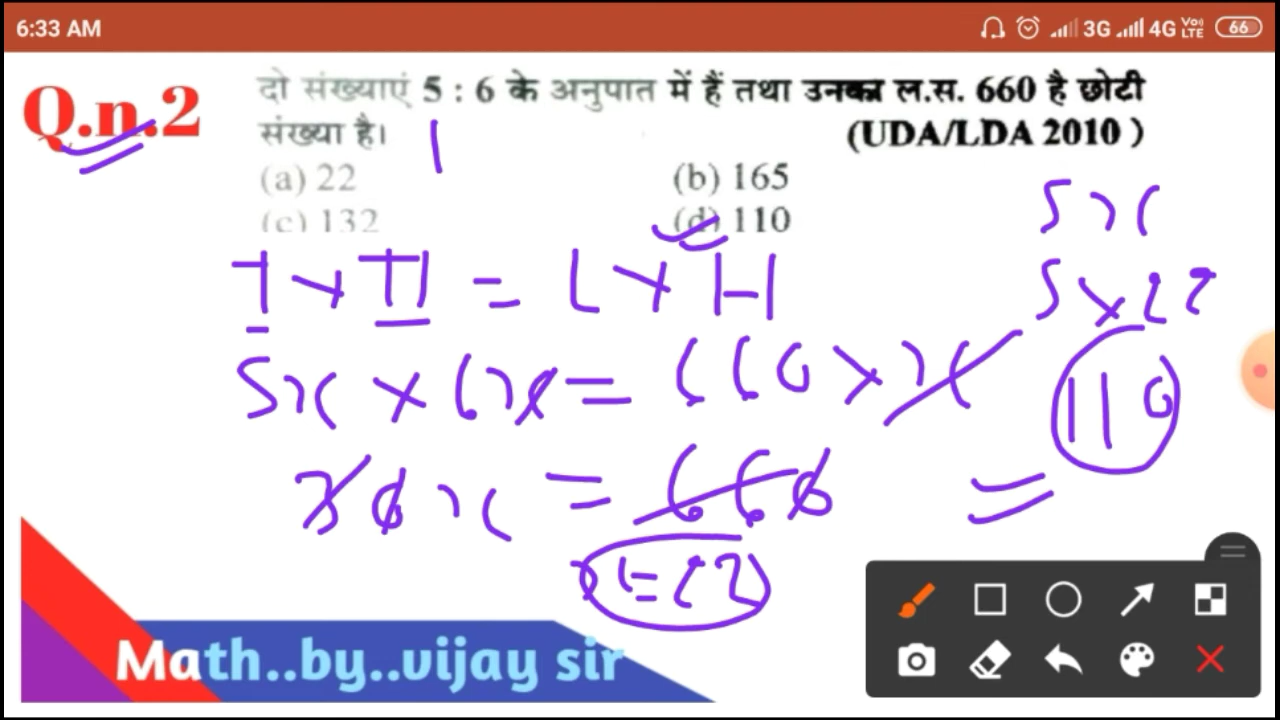 6:33 AM 3G 4G VoLTE 66
Q.n.2
दो संख्याएं 5 : 6 के अनुपात में हैं तथा उनका ल.स. 660 है छोटी
संख्या है। (UDA/LDA 2010 )
(a) 22 (b) 165
(c) 132 (d) 110
I × II = L × H
5x × 6x = 660 × x
30x = 660
x = 22
5x
5 × 22
110
Math..by..vijay sir